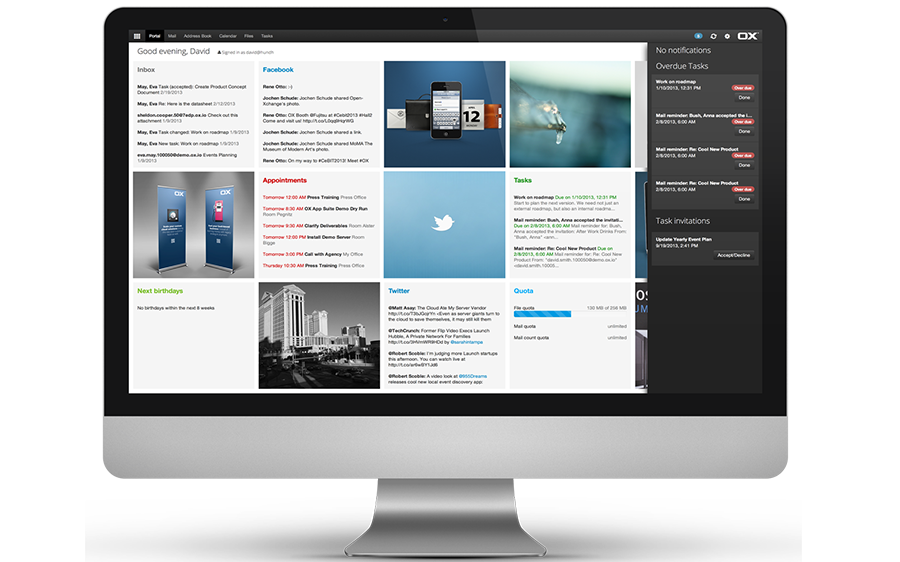 Portal Mail Address Book Calendar Files Tasks
6
OX
Good evening, David
Signed in as david@hundh
Inbox
May, Eva Task (accepted): Create Product Concept
Document 2/19/2013
May, Eva Re: Here is the datasheet 2/12/2013
sheldon.cooper.5047@edp.ox.io Check out this
attachment 1/9/2013
May, Eva Task changed: Work on roadmap 1/9/2013
May, Eva New task: Work on roadmap 1/9/2013
eva.may.100050@demo.ox.io Events Planning
1/9/2013
Facebook
Rene Otto: :-)
Jochen Schude: Jochen Schude shared Open-
Xchange's photo.
Rene Otto: OX Booth @Fujitsu at #Cebit2013 #Hall2
Come and visit us!
Jochen Schude: Jochen Schude shared a link.
Jochen Schude: Jochen Schude shared MoMA The
Museum of Modern Art's photo.
Rene Otto: On my way to #CeBIT2013! Meet #OX
12
OX
OX
Appointments
Tomorrow 12:00 AM Press Training Press Office
Tomorrow 9:30 AM OX App Suite Demo Dry Run
Room Pegnitz
Tomorrow 9:30 AM Clarify Deliverables Room Alster
Tomorrow 12:00 PM Install Demo Server Room
Bigge
Tomorrow 3:00 PM Call with Agency My Office
Thursday 10:30 AM Press Training Press Office
Tasks
Work on roadmap Due on 1/10/2013, 12:31 PM
Start to plan the next version. We need not just an
external roadmap, but also an internal roadma...
Mail reminder: Bush, Anna accepted the invitati...
Due on 2/8/2013, 6:00 AM Mail reminder for: Bush,
Anna accepted the invitation: After Work Drinks From:
"Bush, Anna" <ann...
Mail reminder: Re: Cool New Product Due on
2/8/2013, 6:00 AM Mail reminder for: Re: Cool New
Product From: "david.smith.100050@demo.ox.io"
<david.smith.10005...
Next birthdays
No birthdays within the next 8 weeks
Twitter
@Matt Asay: The Cloud Ate My Server Vendor
+Even as server giants turn to
the cloud to save themselves, it may still kill them
@TechCrunch: Former Flip Video Execs Launch
Hubble, A Private Network For Families
by @sarahintampa
@Robert Scoble: I'm judging more Launch startups
this afternoon. You can watch live at
@Robert Scoble: A video look at @955Dreams
releases cool new local event discovery app:
Quota
File quota 130 MB of 256 MB
Mail quota unlimited
Mail count quota unlimited
No notifications
Overdue Tasks
Work on roadmap
1/10/2013, 12:31 PM Over due
Done
Mail reminder: Bush, Anna accepted the i...
2/8/2013, 6:00 AM Over due
Done
Mail reminder: Re: Cool New Product
2/8/2013, 6:00 AM Over due
Done
Mail reminder: Re: Cool New Product
2/8/2013, 6:00 AM Over due
Done
Task invitations
Update Yearly Event Plan
8/19/2013, 2:41 PM
Accept/Decline